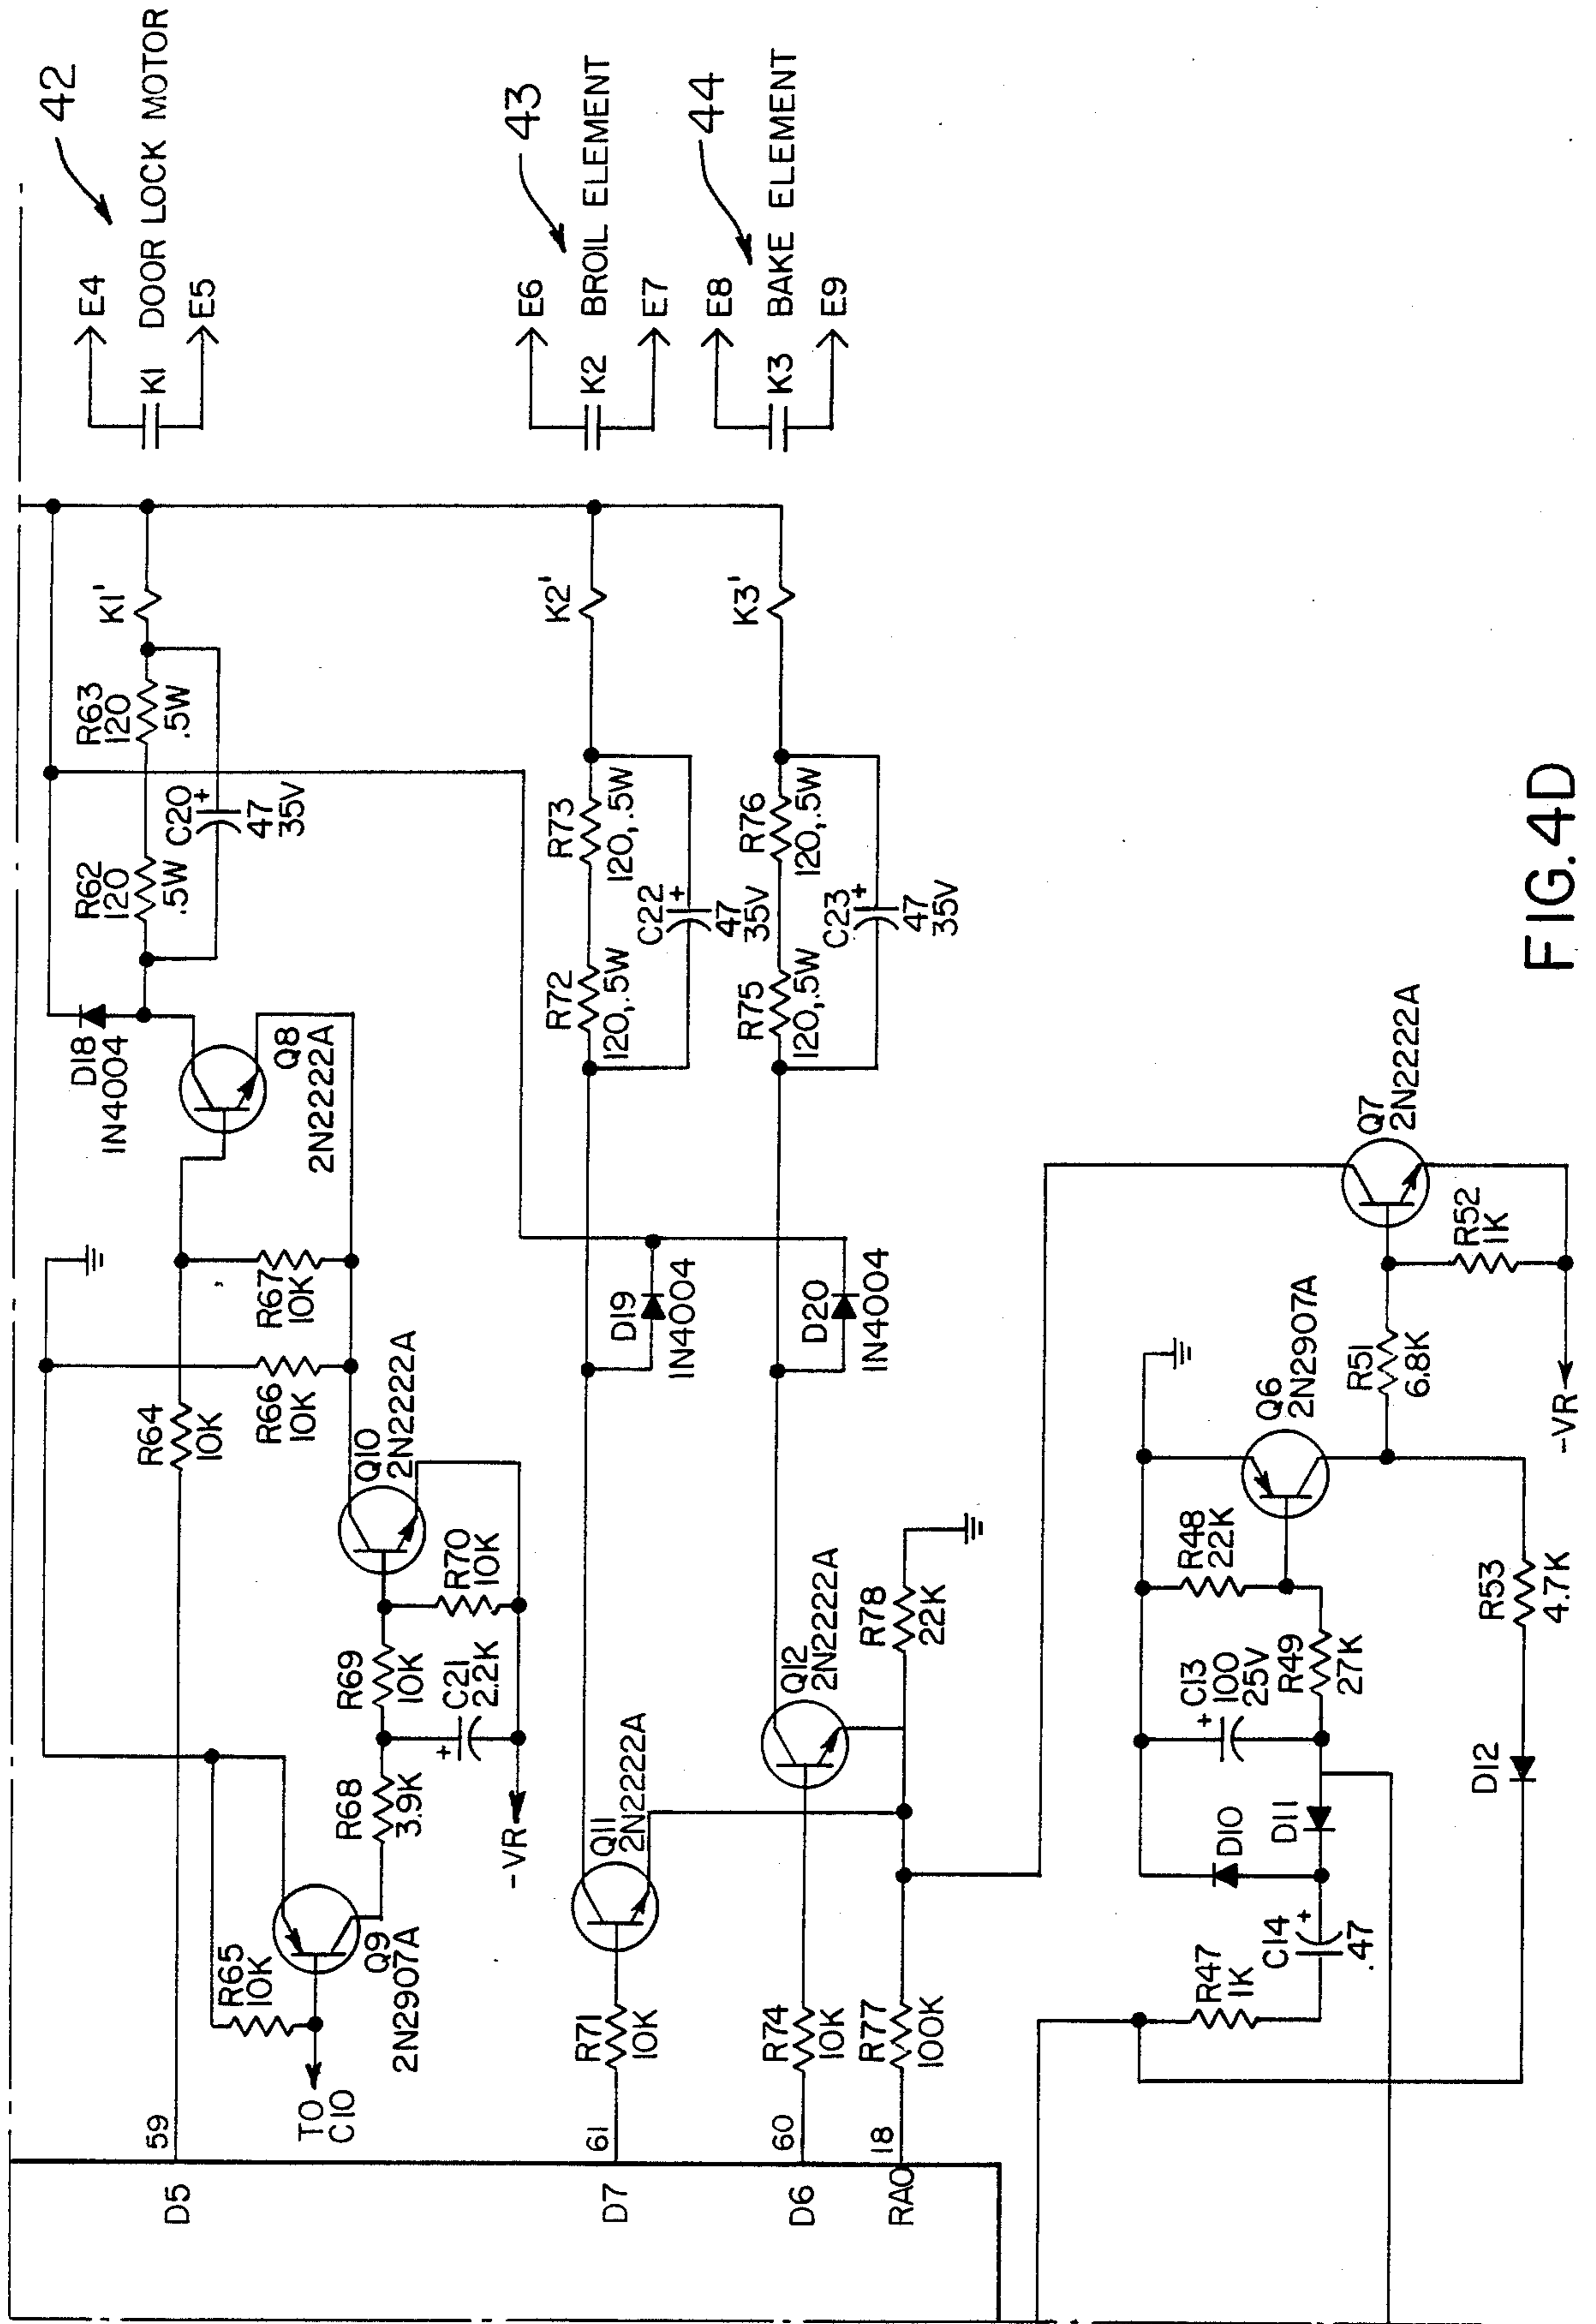 42
E4
K1 DOOR LOCK MOTOR
E5
43
E6
K2 BROIL ELEMENT
E7
44
E8
K3 BAKE ELEMENT
E9
K1'
R63
120
.5W
R62
120
.5W
C20 +
47
35V
D18
1N4004
Q8
2N2222A
R67
10K
R66
10K
R64
10K
Q10
2N2222A
R70
10K
R69
10K
C21
2.2K
+
R68
3.9K
-VR
Q9
2N2907A
R65
10K
TO
C10
59
D5
K2'
R73
120,.5W
R72
120,.5W
C22 +
47
35V
D19
1N4004
Q11
2N2222A
R71
10K
61
D7
K3'
R76
120,.5W
R75
120,.5W
C23 +
47
35V
D20
1N4004
Q12
2N2222A
R74
10K
60
D6
R78
22K
R77
100K
18
RAO
Q7
2N2222A
R52
1K
R51
6.8K
-VR
Q6
2N2907A
R48
22K
R49
27K
C13
100
25V
+
D10
D11
R53
4.7K
D12
R47
1K
C14 +
.47
FIG.4D